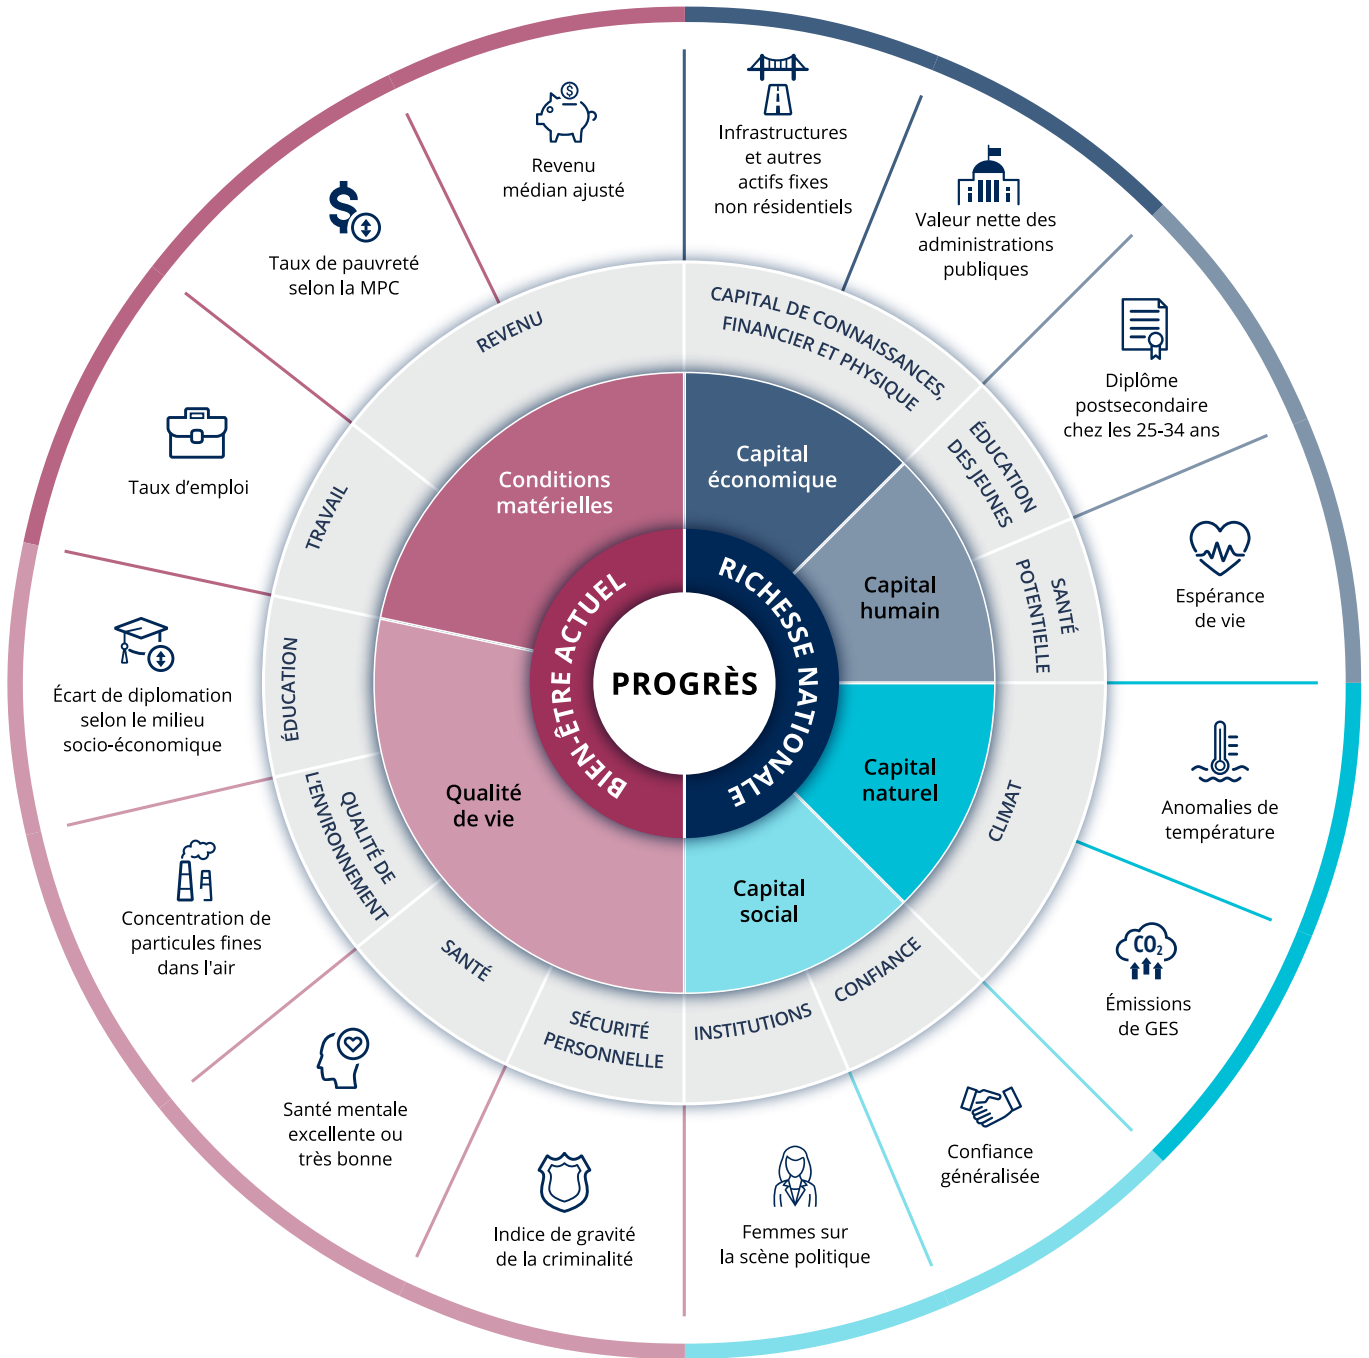 PROGRÈS
BIEN-ÊTRE ACTUEL
RICHESSE NATIONALE
Capital
économique
Capital
humain
Capital
naturel
Capital
social
Qualité
de vie
Conditions
matérielles
CAPITAL DE CONNAISSANCES,
FINANCIER ET PHYSIQUE
ÉDUCATION
DES JEUNES
SANTÉ
POTENTIELLE
CLIMAT
CONFIANCE
INSTITUTIONS
SÉCURITÉ
PERSONNELLE
SANTÉ
QUALITÉ DE
L'ENVIRONNEMENT
ÉDUCATION
TRAVAIL
REVENU
$
Infrastructures
et autres
actifs fixes
non résidentiels
Valeur nette des
administrations
publiques
Diplôme
postsecondaire
chez les 25-34 ans
Espérance
de vie
Anomalies de
température
CO₂
Émissions
de GES
Confiance
généralisée
Femmes sur
la scène politique
Indice de gravité
de la criminalité
Santé mentale
excellente ou
très bonne
Concentration de
particules fines
dans l'air
Écart de diplomation
selon le milieu
socio-économique
Taux d’emploi
$
Taux de pauvreté
selon la MPC
Revenu
médian ajusté